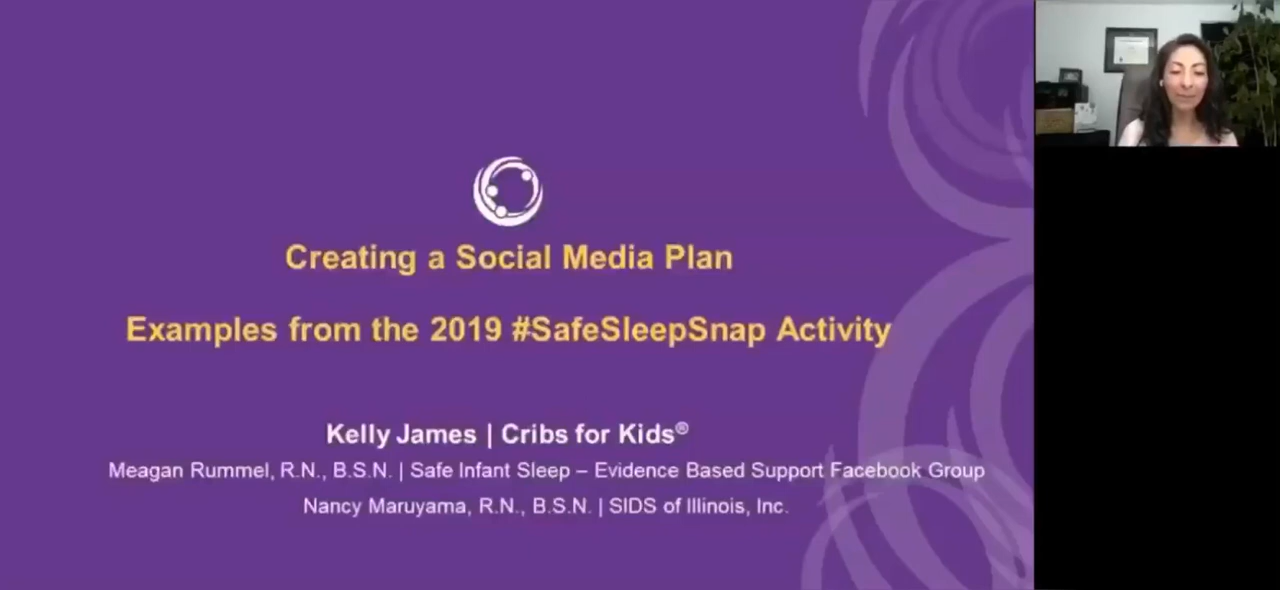 Creating a Social Media Plan
Examples from the 2019 #SafeSleepSnap Activity
Kelly James | Cribs for Kids®
Meagan Rummel, R.N., B.S.N. | Safe Infant Sleep – Evidence Based Support Facebook Group
Nancy Maruyama, R.N., B.S.N. | SIDS of Illinois, Inc.